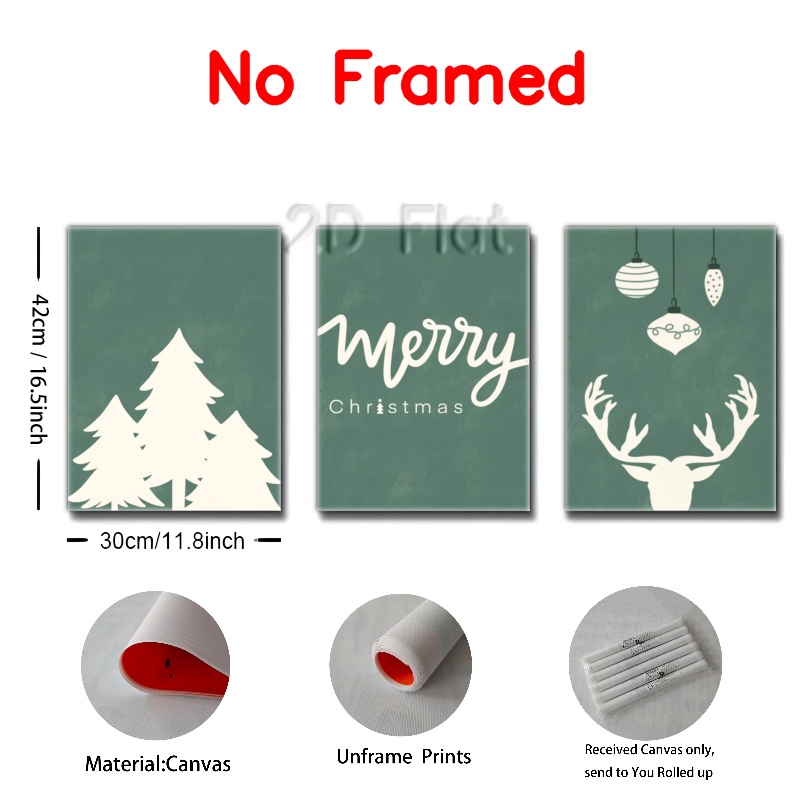 No Framed
2D Flat
42cm / 16.5inch
merry
Christmas
30cm/11.8inch
Material:Canvas
Unframe Prints
Received Canvas only,
send to You Rolled up